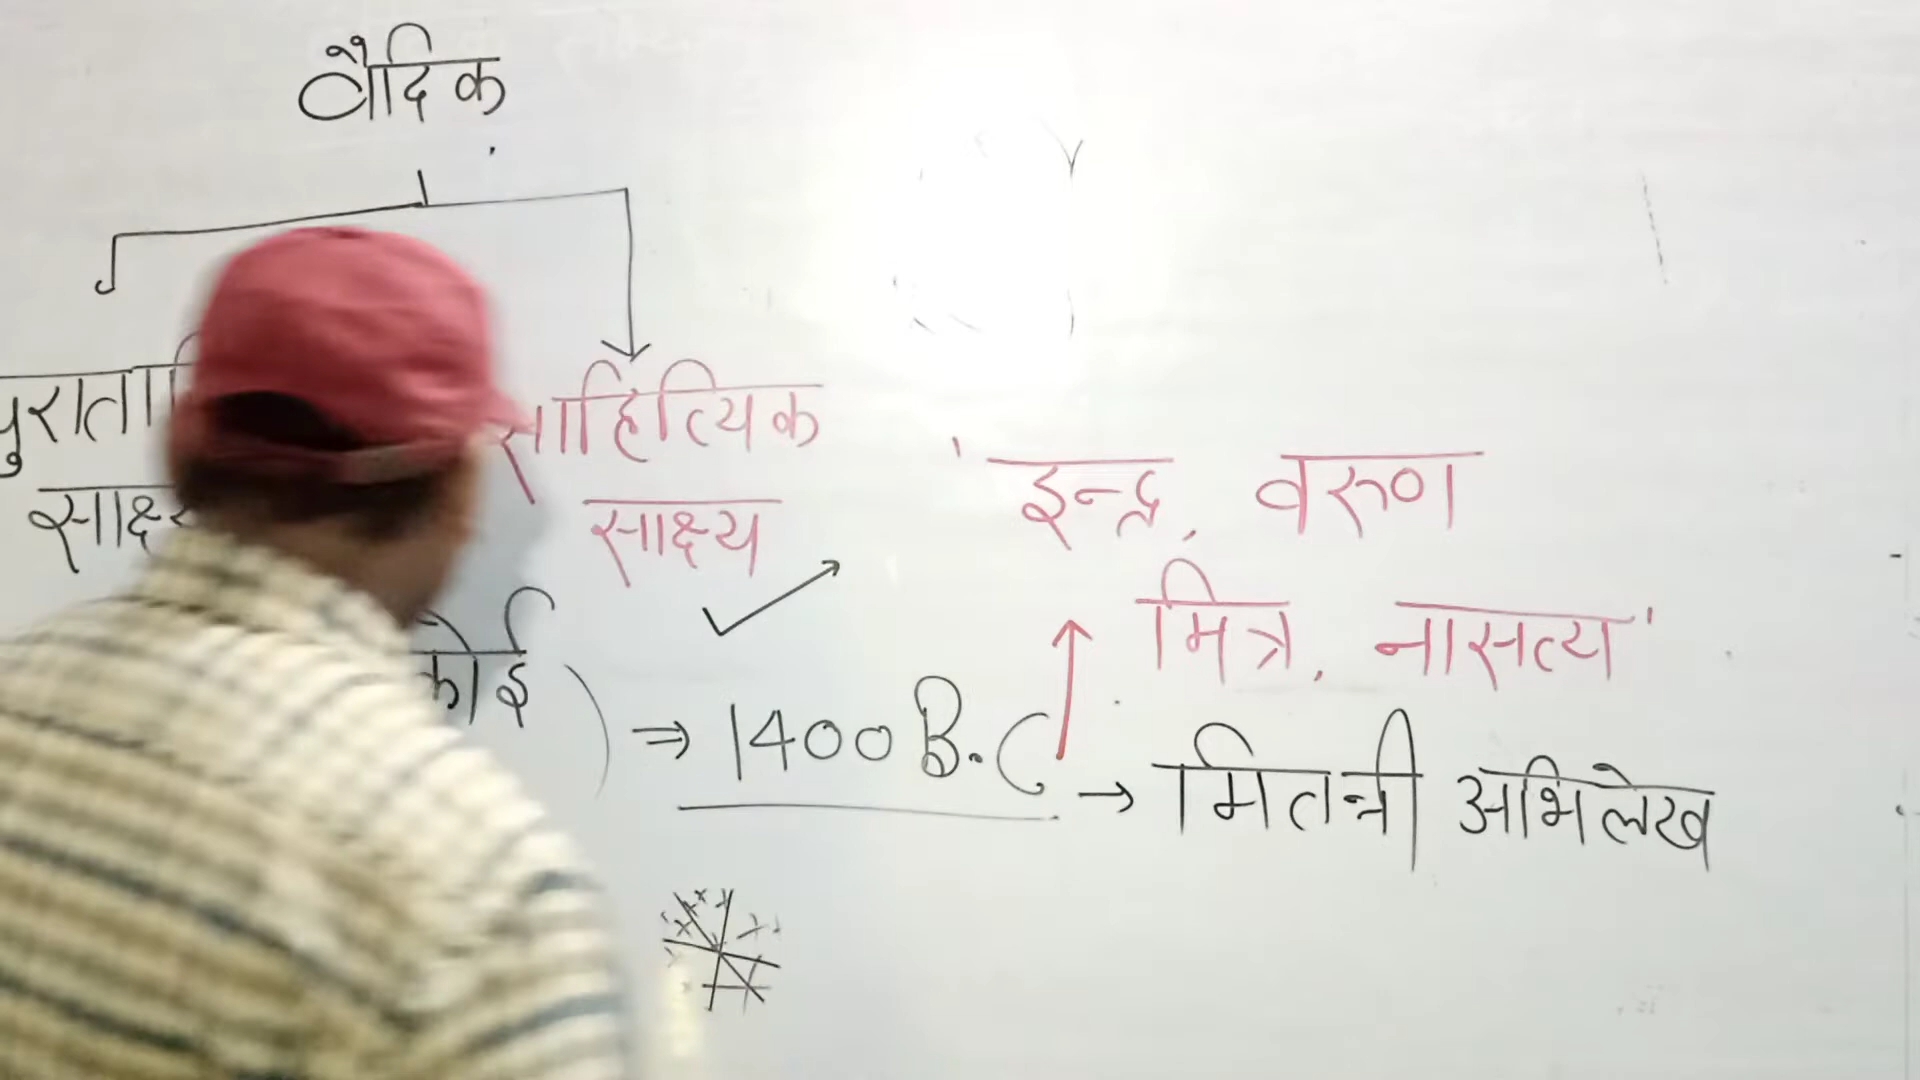 वैदिक
साहित्यिक
साक्ष्य
इन्द्र, वरुण
मित्र, नासत्य
⇒ 1400 B.C → मितन्नी अभिलेख